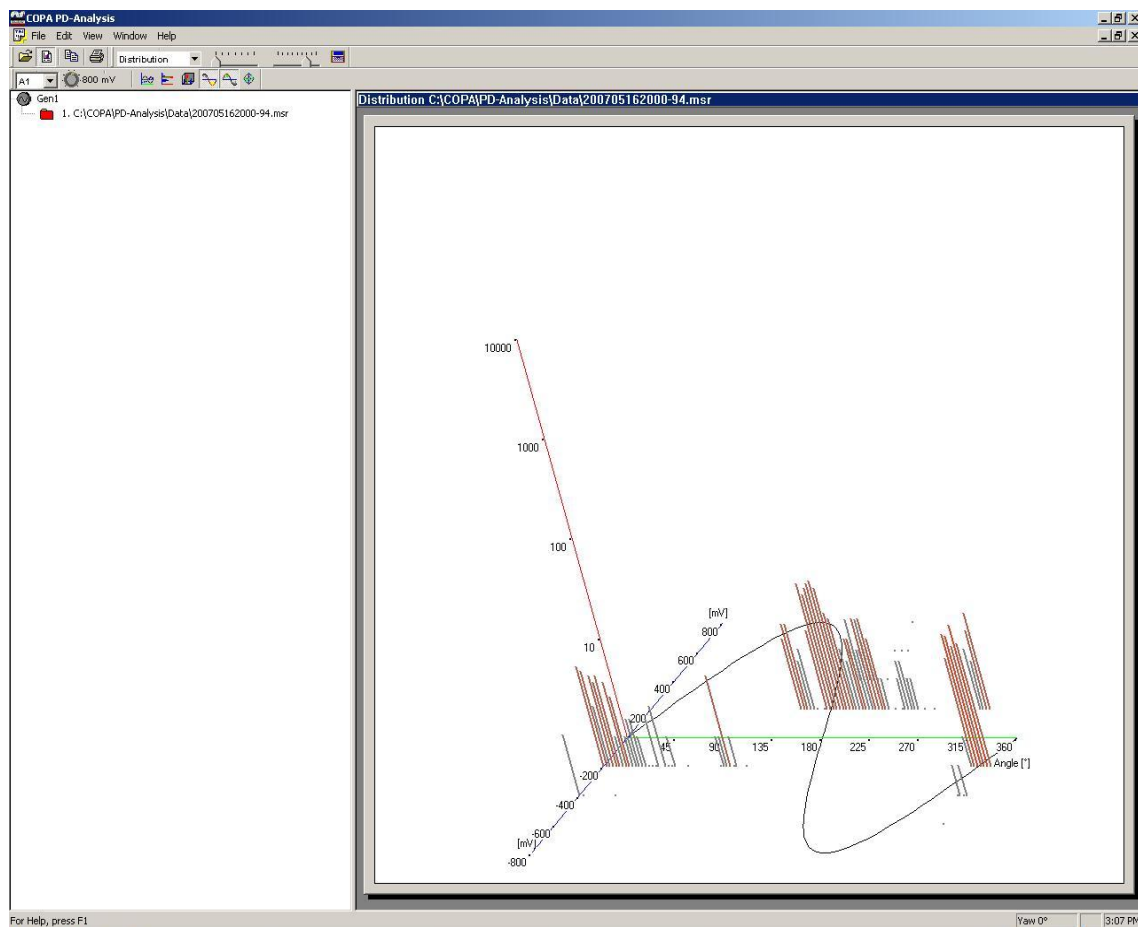 COPA PD-Analysis
File Edit View Window Help
Distribution
A1 800 mV
Gen1
1. C:\COPA\PD-Analysis\Data\200705162000-94.msr
Distribution C:\COPA\PD-Analysis\Data\200705162000-94.msr
10000
1000
100
10
[mV]
800
600
400
200
45 90 135 180 225 270 315 360
Angle [°]
-200
-400
-600
[mV]
-800
For Help, press F1
Yaw 0° 3:07 PM